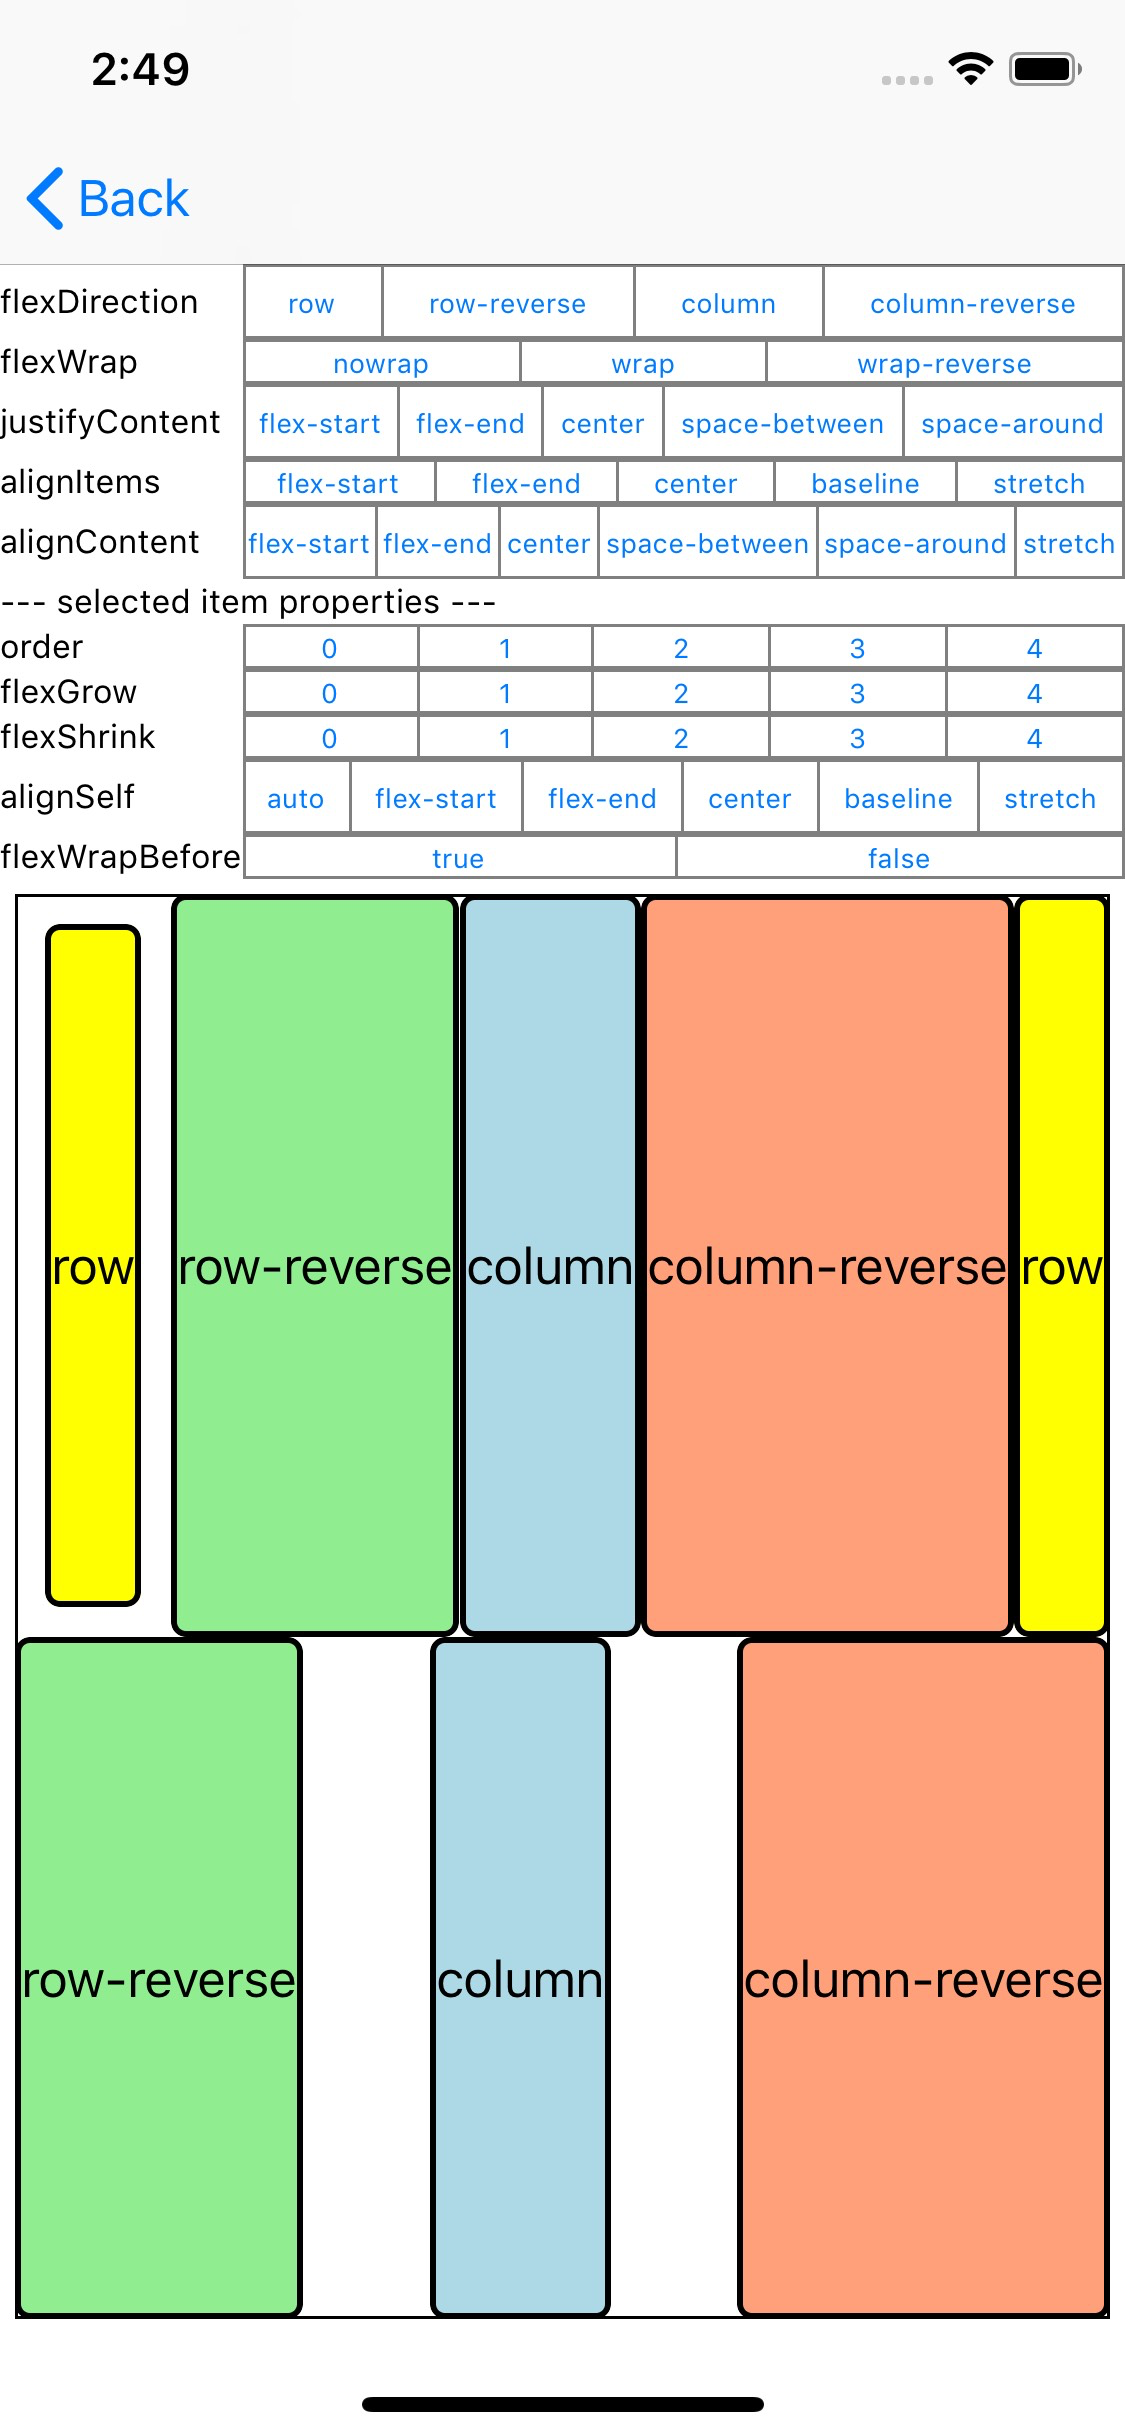 2:49
Back
flexDirection row row-reverse column column-reverse
flexWrap nowrap wrap wrap-reverse
justifyContent flex-start flex-end center space-between space-around
alignItems flex-start flex-end center baseline stretch
alignContent flex-start flex-end center space-between space-around stretch
--- selected item properties ---
order 0 1 2 3 4
flexGrow 0 1 2 3 4
flexShrink 0 1 2 3 4
alignSelf auto flex-start flex-end center baseline stretch
flexWrapBefore true false
row row-reverse column column-reverse row
row-reverse column column-reverse